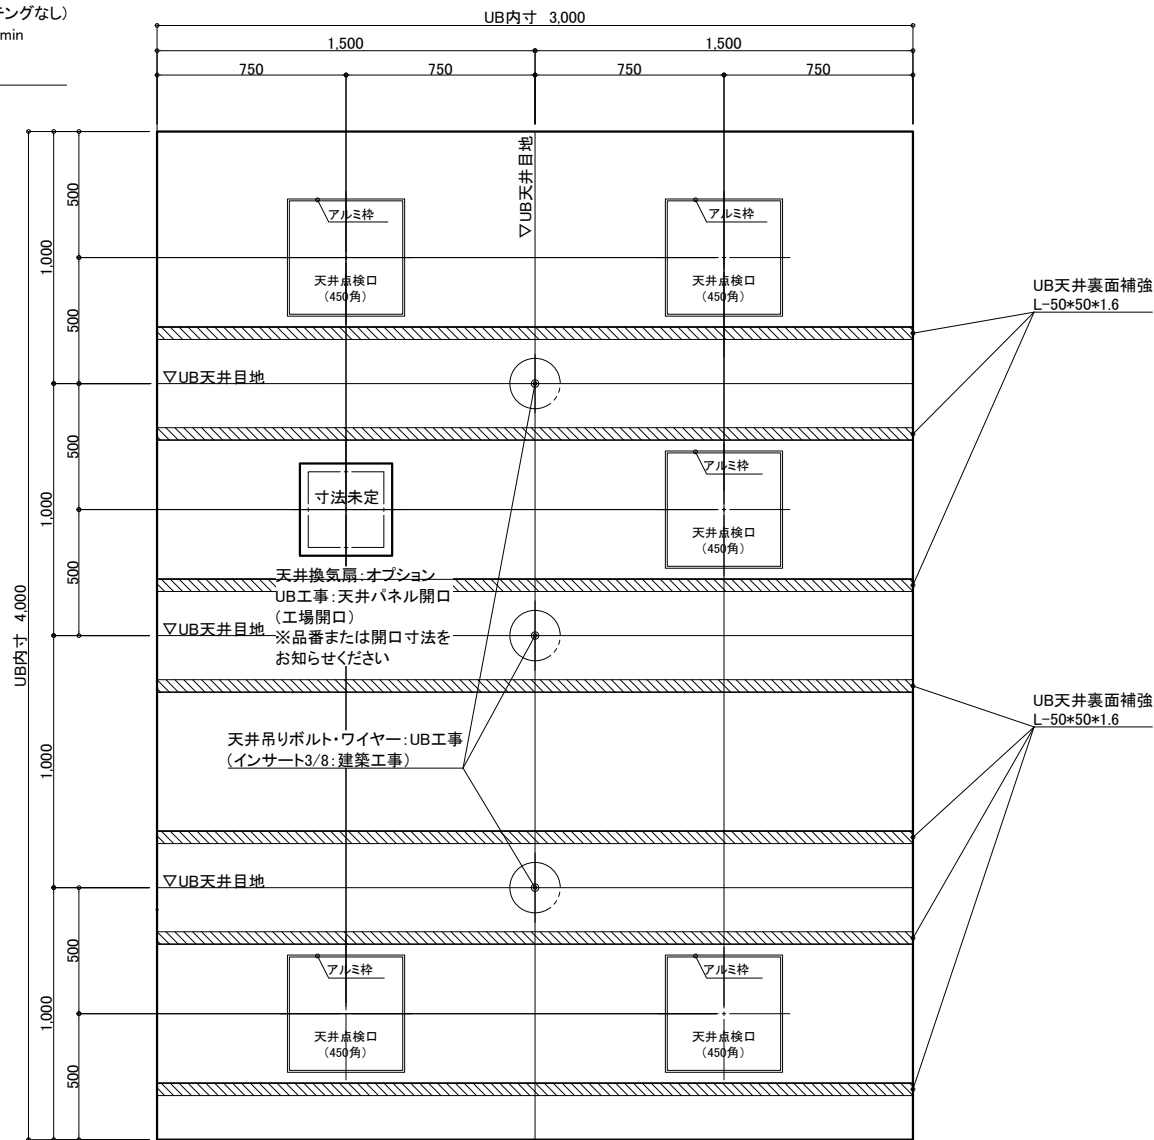 チングなし)
min
UB内寸 3,000
1,500
1,500
750
750
750
750
▽UB天井目地
500
1,000
500
アルミ枠
天井点検口
(450角)
アルミ枠
天井点検口
(450角)
UB天井裏面補強
L-50*50*1.6
▽UB天井目地
500
1,000
500
寸法未定
アルミ枠
天井点検口
(450角)
天井換気扇:オプション
UB工事:天井パネル開口
(工場開口)
※品番または開口寸法を
お知らせください
▽UB天井目地
UB内寸 4,000
UB天井裏面補強
L-50*50*1.6
天井吊りボルト・ワイヤー:UB工事
(インサート3/8:建築工事)
1,000
▽UB天井目地
500
1,000
500
アルミ枠
天井点検口
(450角)
アルミ枠
天井点検口
(450角)